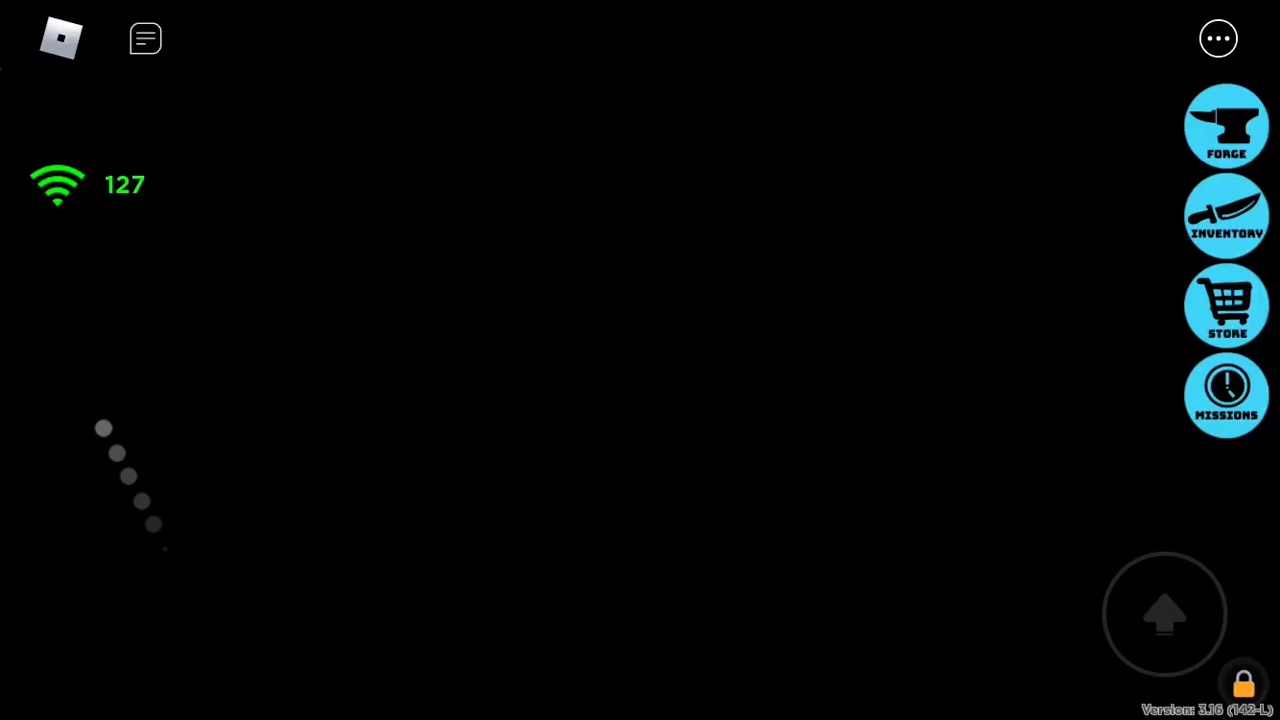 127
FORGE
INVENTORY
STORE
MISSIONS
Version: 3.16 (142-L)